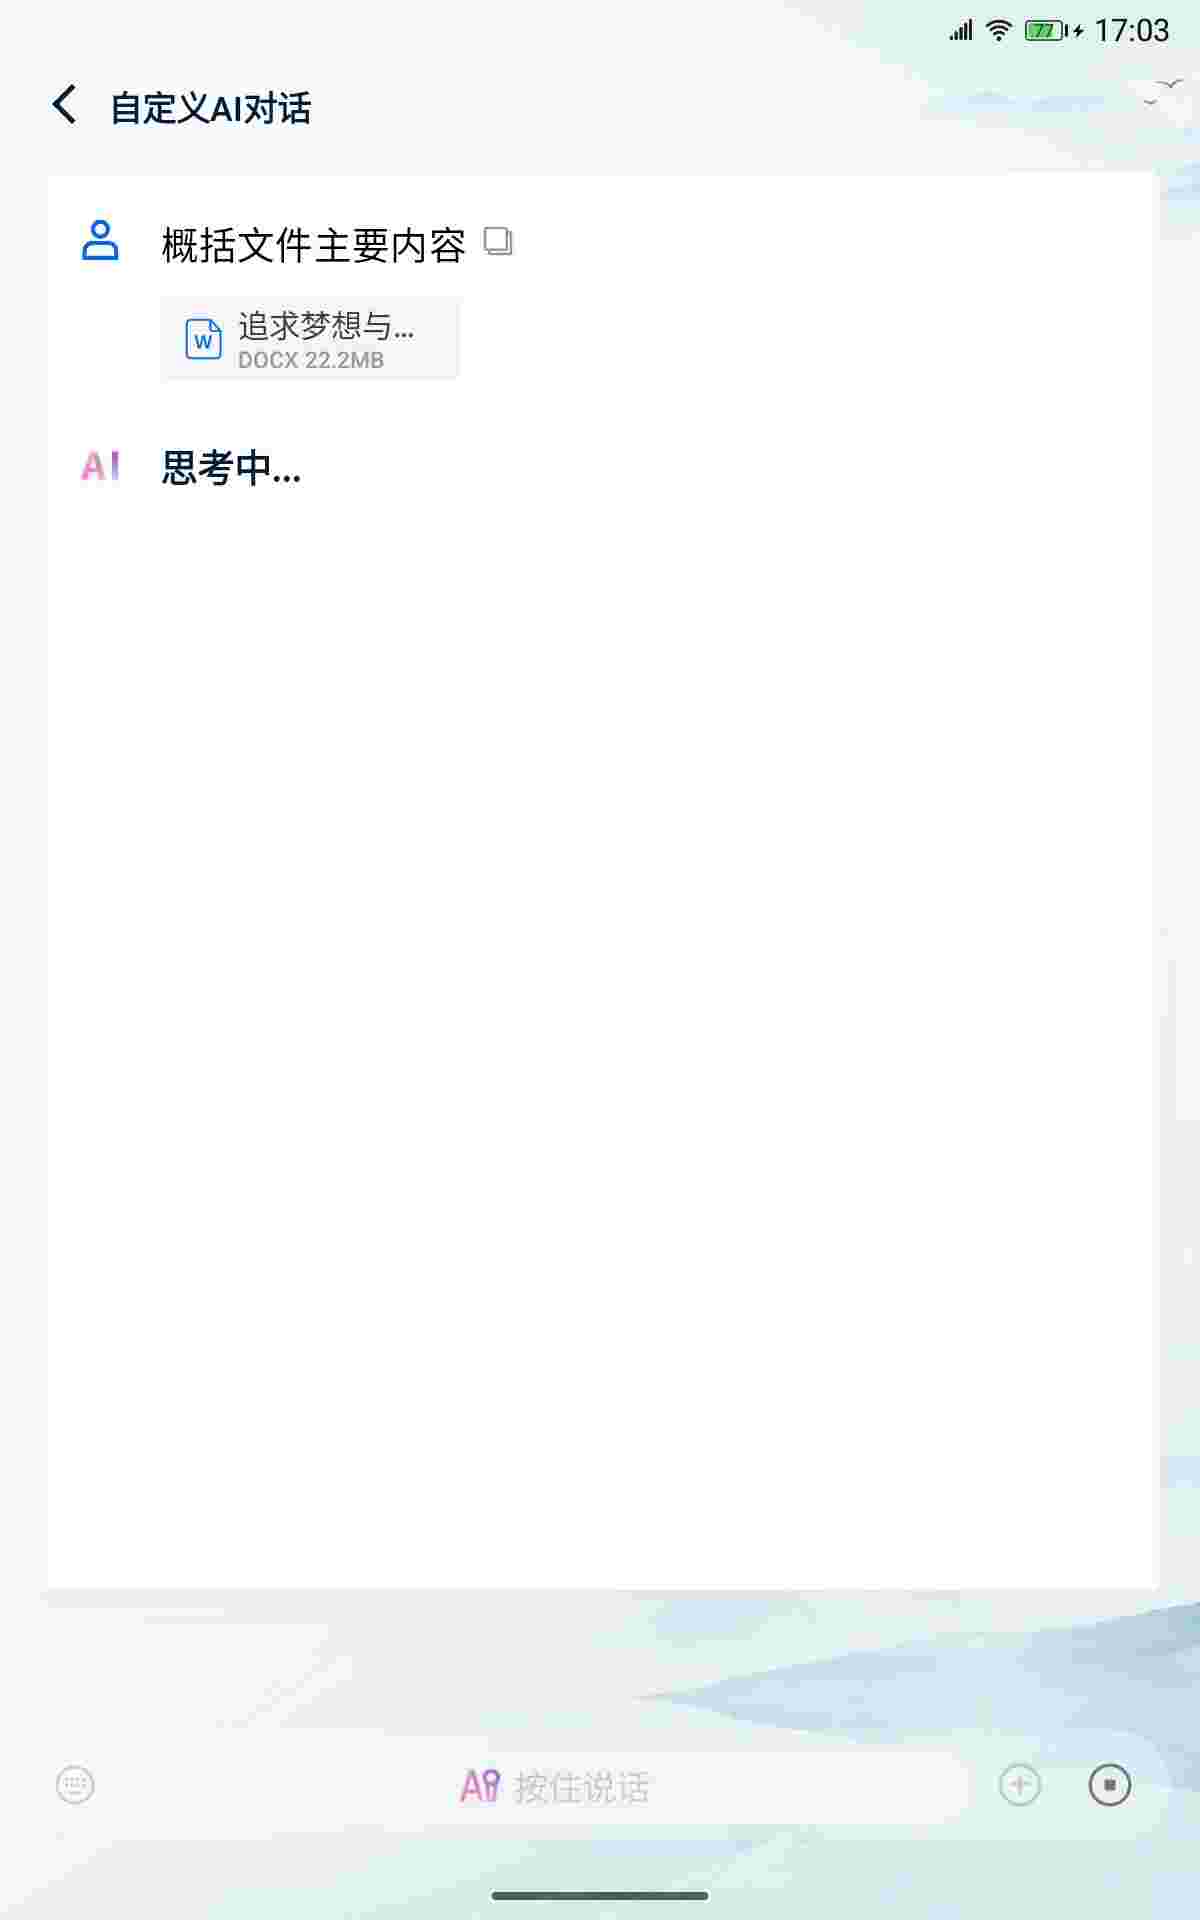 77 17:03
自定义AI对话
概括文件主要内容
W 追求梦想与...
DOCX 22.2MB
AI 思考中...
AI 按住说话